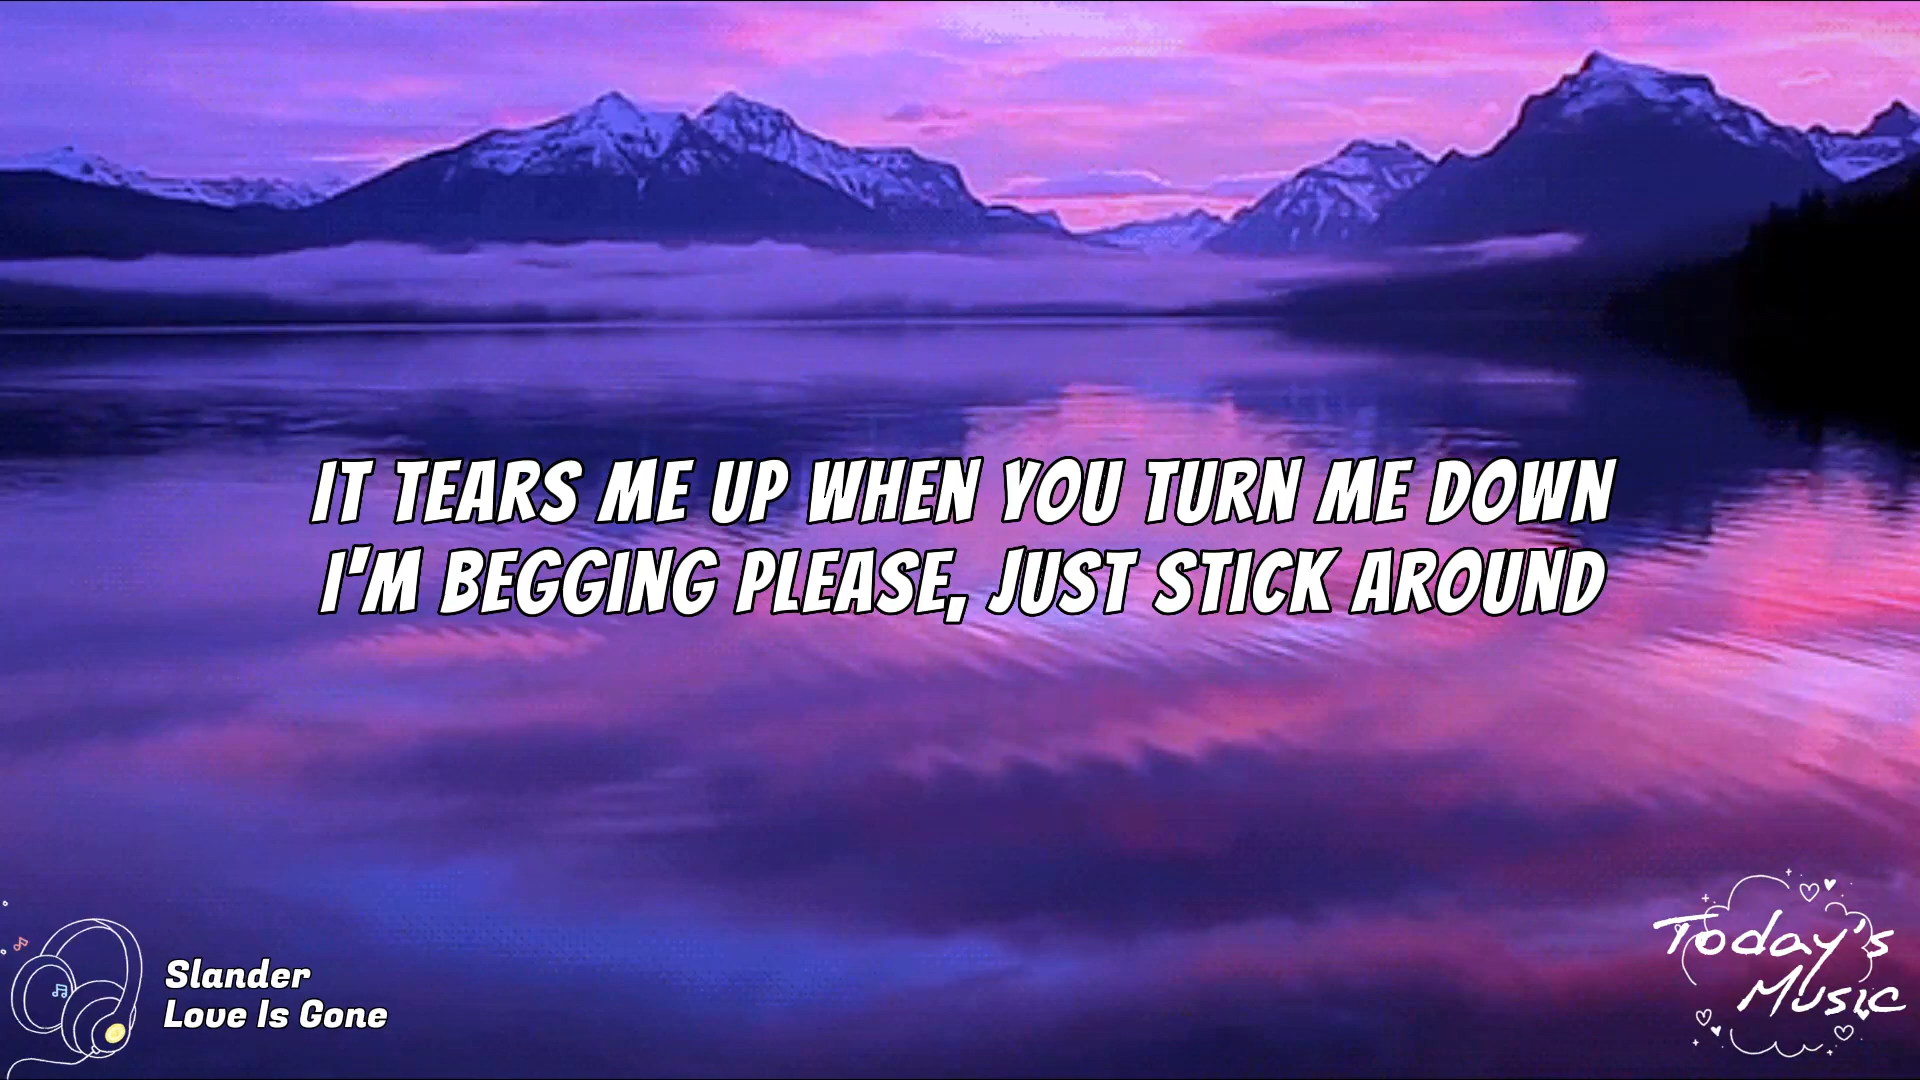 IT TEARS ME UP WHEN YOU TURN ME DOWN
I'M BEGGING PLEASE, JUST STICK AROUND
Slander
Love Is Gone
Today's
Music